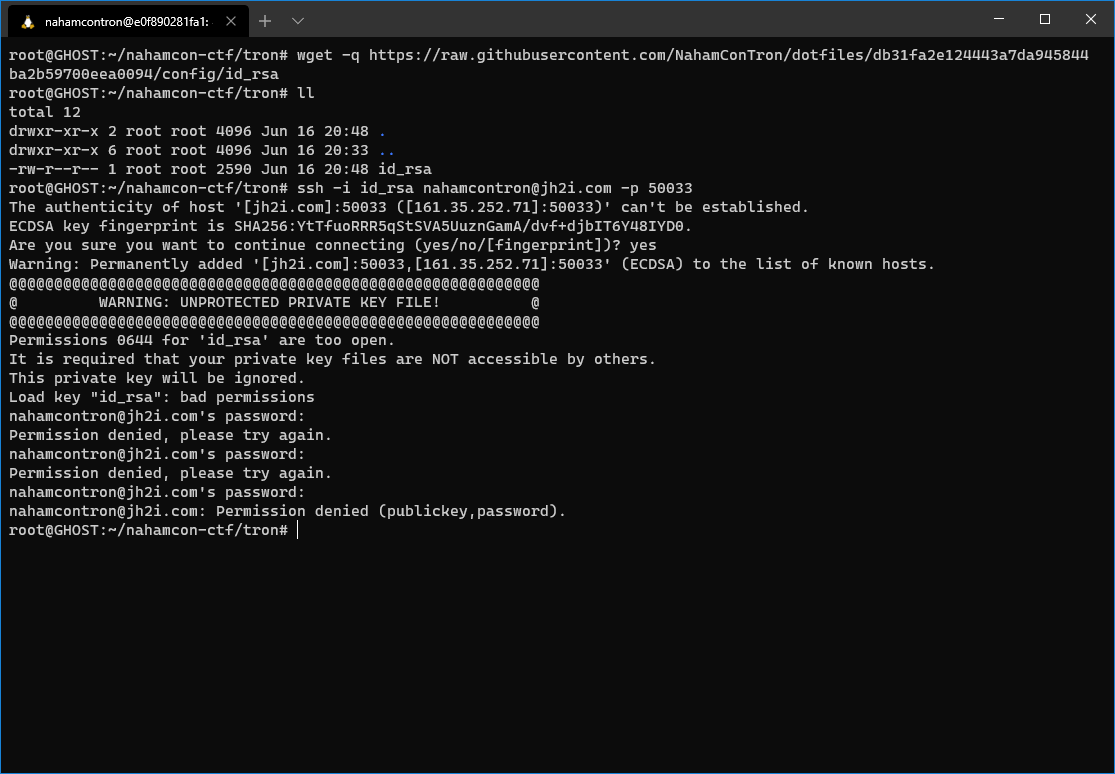 nahamcontron@e0f890281fa1:
root@GHOST:~/nahamcon-ctf/tron# wget -q https://raw.githubusercontent.com/NahamConTron/dotfiles/db31fa2e124443a7da945844
ba2b59700eea0094/config/id_rsa
root@GHOST:~/nahamcon-ctf/tron# ll
total 12
drwxr-xr-x 2 root root 4096 Jun 16 20:48 .
drwxr-xr-x 6 root root 4096 Jun 16 20:33 ..
-rw-r--r-- 1 root root 2590 Jun 16 20:48 id_rsa
root@GHOST:~/nahamcon-ctf/tron# ssh -i id_rsa nahamcontron@jh2i.com -p 50033
The authenticity of host '[jh2i.com]:50033 ([161.35.252.71]:50033)' can't be established.
ECDSA key fingerprint is SHA256:YtTfuoRRR5qStSVA5UuznGamA/dvf+djbIT6Y48IYD0.
Are you sure you want to continue connecting (yes/no/[fingerprint])? yes
Warning: Permanently added '[jh2i.com]:50033,[161.35.252.71]:50033' (ECDSA) to the list of known hosts.
@@@@@@@@@@@@@@@@@@@@@@@@@@@@@@@@@@@@@@@@@@@@@@@@@@@@@@@@@@@
@         WARNING: UNPROTECTED PRIVATE KEY FILE!          @
@@@@@@@@@@@@@@@@@@@@@@@@@@@@@@@@@@@@@@@@@@@@@@@@@@@@@@@@@@@
Permissions 0644 for 'id_rsa' are too open.
It is required that your private key files are NOT accessible by others.
This private key will be ignored.
Load key "id_rsa": bad permissions
nahamcontron@jh2i.com's password:
Permission denied, please try again.
nahamcontron@jh2i.com's password:
Permission denied, please try again.
nahamcontron@jh2i.com's password:
nahamcontron@jh2i.com: Permission denied (publickey,password).
root@GHOST:~/nahamcon-ctf/tron#